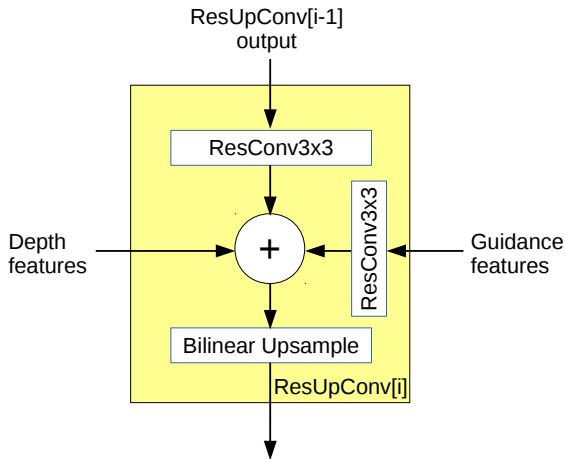 ResUpConv[i-1]
output
ResConv3x3
ResConv3x3
Depth
features
+
Guidance
features
Bilinear Upsample
ResUpConv[i]